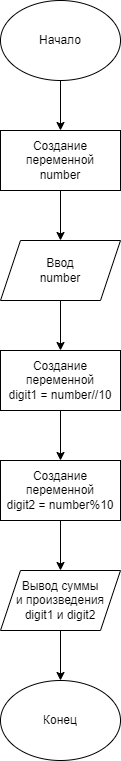 Начало
Создание
переменной
number
Ввод
number
Создание
переменной
digit1 = number//10
Создание
переменной
digit2 = number%10
Вывод суммы
и произведения
digit1 и digit2
Конец